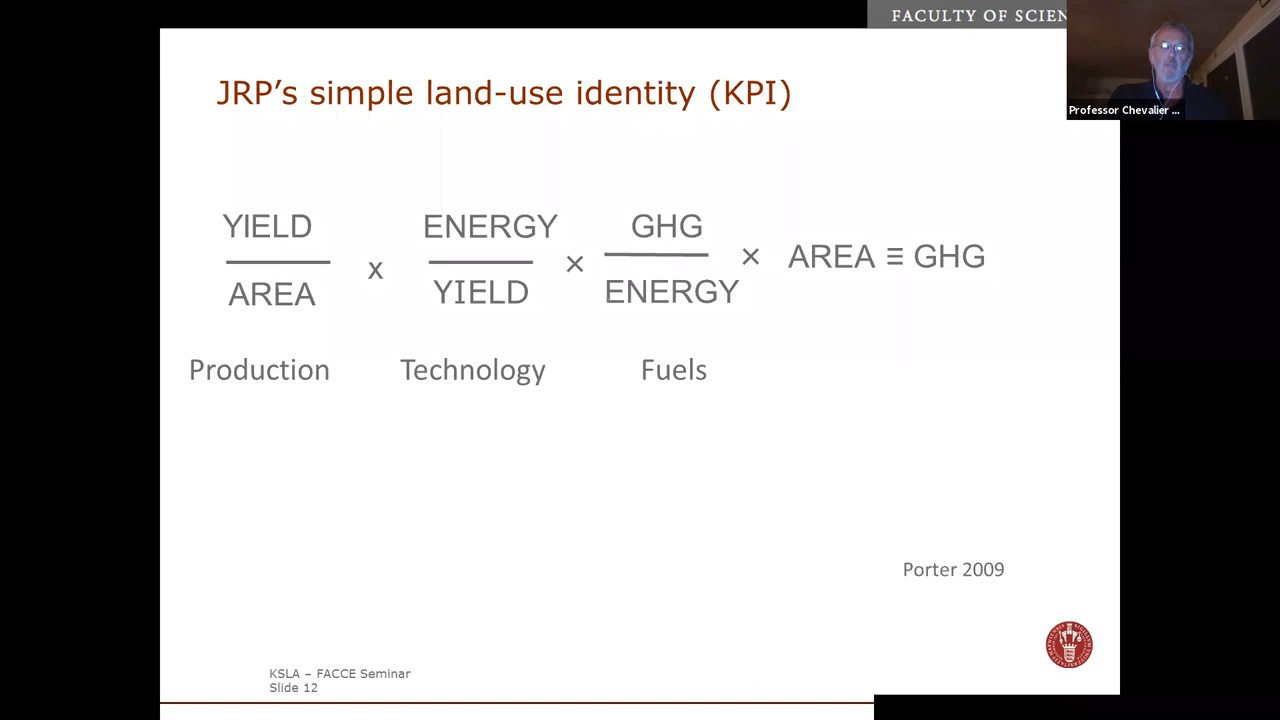 FACULTY OF SCIEN
Professor Chevalier ...
JRP’s simple land-use identity (KPI)
YIELD ENERGY GHG
x × × AREA ≡ GHG
AREA YIELD ENERGY
Production Technology Fuels
Porter 2009
KSLA – FACCE Seminar
Slide 12